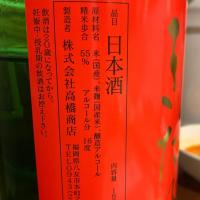 品目 日本酒
原材料名 米(国産)、米麹(国産米)、醸造アルコール
精米歩合 55% アルコール分 16度
製造者 株式会社高橋商店
福岡県八女市本町
TEL0943
飲酒は20歳になってから。
妊娠中・授乳期の飲酒はお控え下さい。
内容量